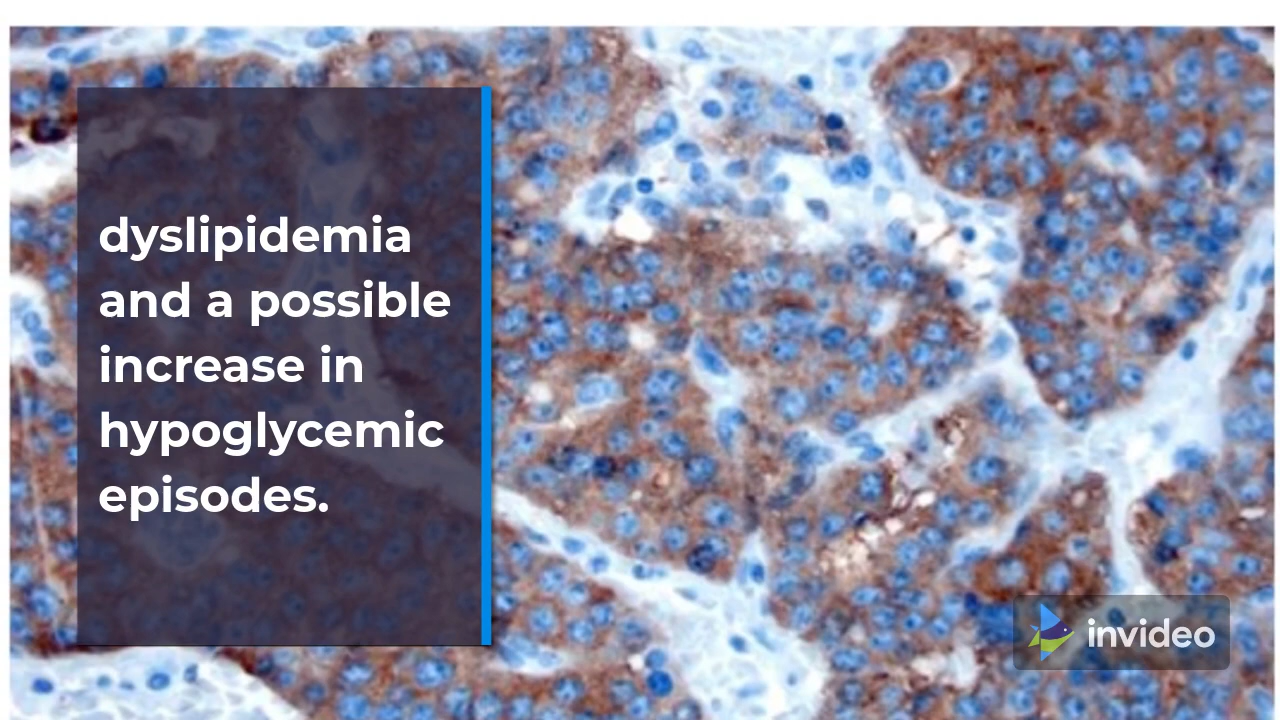 dyslipidemia
and a possible
increase in
hypoglycemic
episodes.
invideo